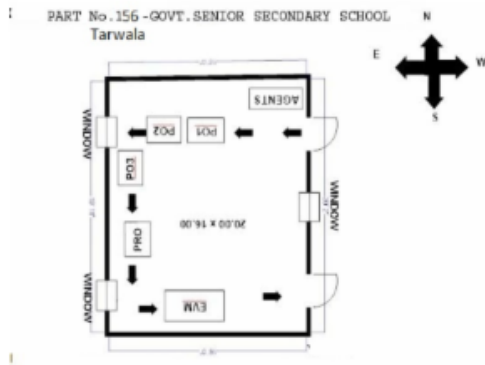 PART No.156-GOVT.SENIOR SECONDARY SCHOOL
Tarwala
N
E
W
S
AGENTS
WINDOW
PO2
PO1
PO3
WINDOW
20.00 x 16.00
PRO
WINDOW
EVM